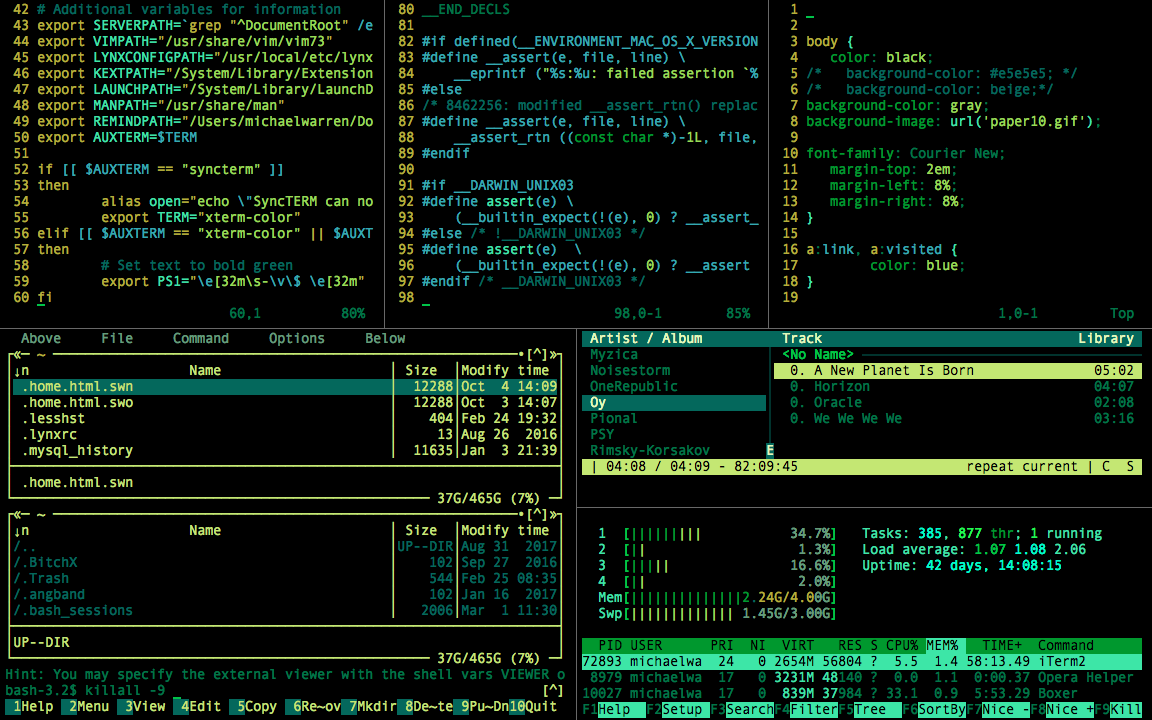 42 # Additional variables for information
43 export SERVERPATH=`grep "^DocumentRoot" /e
44 export VIMPATH="/usr/share/vim/vim73"
45 export LYNXCONFIGPATH="/usr/local/etc/lynx
46 export KEXTPATH="/System/Library/Extension
47 export LAUNCHPATH="/System/Library/LaunchD
48 export MANPATH="/usr/share/man"
49 export REMINDPATH="/Users/michaelwarren/Do
50 export AUXTERM=$TERM
51
52 if [[ $AUXTERM == "syncterm" ]]
53 then
54 alias open="echo \"SyncTERM can no
55 export TERM="xterm-color"
56 elif [[ $AUXTERM == "xterm-color" || $AUXT
57 then
58 # Set text to bold green
59 export PS1="\e[32m\s-\v\$ \e[32m"
60 fi
60,1 80%
80 __END_DECLS
81
82 #if defined(__ENVIRONMENT_MAC_OS_X_VERSION
83 #define __assert(e, file, line) \
84 __eprintf ("%s:%u: failed assertion `%
85 #else
86 /* 8462256: modified __assert_rtn() replac
87 #define __assert(e, file, line) \
88 __assert_rtn ((const char *)-1L, file,
89 #endif
90
91 #if __DARWIN_UNIX03
92 #define assert(e) \
93 (__builtin_expect(!(e), 0) ? __assert_
94 #else /* !__DARWIN_UNIX03 */
95 #define assert(e) \
96 (__builtin_expect(!(e), 0) ? __assert
97 #endif /* __DARWIN_UNIX03 */
98
98,0-1 85%
1
2
3 body {
4 color: black;
5 /* background-color: #e5e5e5; */
6 /* background-color: beige;*/
7 background-color: gray;
8 background-image: url('paper10.gif');
9
10 font-family: Courier New;
11 margin-top: 2em;
12 margin-left: 8%;
13 margin-right: 8%;
14 }
15
16 a:link, a:visited {
17 color: blue;
18 }
19
1,0-1 Top
Above File Command Options Below
«─ ~ •[^]»
↓n Name Size Modify time
.home.html.swn 12288 Oct 4 14:09
.home.html.swo 12288 Oct 3 14:07
.lesshst 404 Feb 24 19:32
.lynxrc 13 Aug 26 2016
.mysql_history 11635 Jan 3 21:39
.home.html.swn
37G/465G (7%)
«─ ~ •[^]»
↓n Name Size Modify time
/.. UP--DIR Aug 31 2017
/.BitchX 102 Sep 27 2016
/.Trash 544 Feb 25 08:35
/.angband 102 Jan 16 2017
/.bash_sessions 2006 Mar 1 11:30
UP--DIR
37G/465G (7%)
Hint: You may specify the external viewer with the shell vars VIEWER o
bash-3.2$ killall -9 [^]
1Help 2Menu 3View 4Edit 5Copy 6Re~ov 7Mkdir 8De~te 9Pu~Dn 10Quit
Artist / Album Track Library
Myzica <No Name>
Noisestorm 0. A New Planet Is Born 05:02
OneRepublic 0. Horizon 04:07
Oy 0. Oracle 02:08
Pional 0. We We We We 03:16
PSY
Rimsky-Korsakov E
| 04:08 / 04:09 - 82:09:45 repeat current | C S
1 [||||||||| 34.7%] Tasks: 385, 877 thr; 1 running
2 [|| 1.3%] Load average: 1.07 1.08 2.06
3 [||||| 16.6%] Uptime: 42 days, 14:08:15
4 [|| 2.0%]
Mem[||||||||||||||2.24G/4.00G]
Swp[||||||||||||| 1.45G/3.00G]
PID USER PRI NI VIRT RES S CPU% MEM% TIME+ Command
72893 michaelwa 24 0 2654M 56804 ? 5.5 1.4 58:13.49 iTerm2
8979 michaelwa 17 0 3231M 48140 ? 0.0 1.1 0:00.37 Opera Helper
10027 michaelwa 17 0 839M 37984 ? 33.1 0.9 5:53.29 Boxer
F1Help F2Setup F3Search F4Filter F5Tree F6SortBy F7Nice - F8Nice + F9Kill